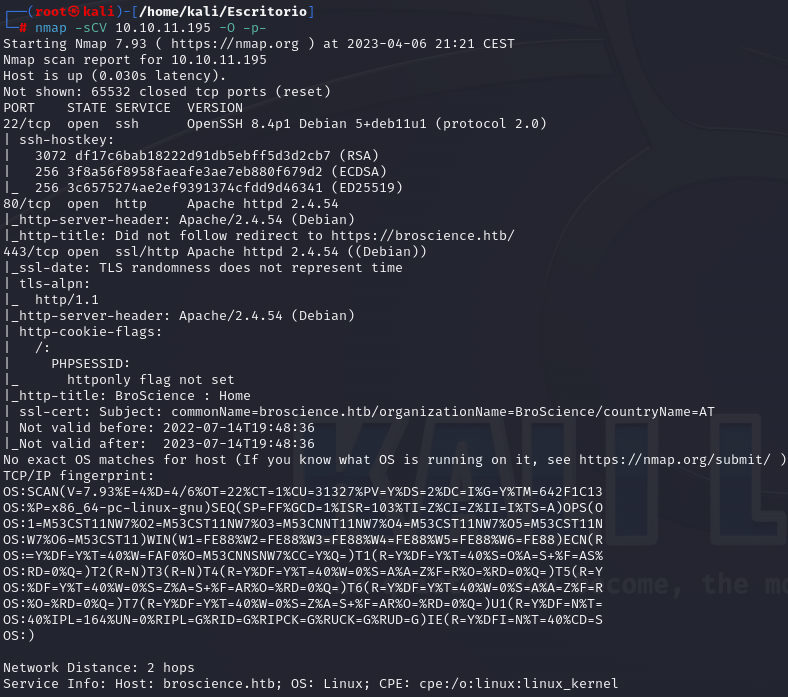 ┌──(root㉿kali)-[/home/kali/Escritorio]
└─# nmap -sCV 10.10.11.195 -O -p-
Starting Nmap 7.93 ( https://nmap.org ) at 2023-04-06 21:21 CEST
Nmap scan report for 10.10.11.195
Host is up (0.030s latency).
Not shown: 65532 closed tcp ports (reset)
PORT    STATE SERVICE  VERSION
22/tcp  open  ssh      OpenSSH 8.4p1 Debian 5+deb11u1 (protocol 2.0)
| ssh-hostkey:
|   3072 df17c6bab18222d91db5ebff5d3d2cb7 (RSA)
|   256 3f8a56f8958faeafe3ae7eb880f679d2 (ECDSA)
|_  256 3c6575274ae2ef9391374cfdd9d46341 (ED25519)
80/tcp  open  http     Apache httpd 2.4.54
|_http-server-header: Apache/2.4.54 (Debian)
|_http-title: Did not follow redirect to https://broscience.htb/
443/tcp open  ssl/http Apache httpd 2.4.54 ((Debian))
|_ssl-date: TLS randomness does not represent time
| tls-alpn:
|_  http/1.1
|_http-server-header: Apache/2.4.54 (Debian)
| http-cookie-flags:
|   /:
|     PHPSESSID:
|_      httponly flag not set
|_http-title: BroScience : Home
| ssl-cert: Subject: commonName=broscience.htb/organizationName=BroScience/countryName=AT
| Not valid before: 2022-07-14T19:48:36
|_Not valid after:  2023-07-14T19:48:36
No exact OS matches for host (If you know what OS is running on it, see https://nmap.org/submit/ )
TCP/IP fingerprint:
OS:SCAN(V=7.93%E=4%D=4/6%OT=22%CT=1%CU=31327%PV=Y%DS=2%DC=I%G=Y%TM=642F1C13
OS:%P=x86_64-pc-linux-gnu)SEQ(SP=FF%GCD=1%ISR=103%TI=Z%CI=Z%II=I%TS=A)OPS(O
OS:1=M53CST11NW7%O2=M53CST11NW7%O3=M53CNNT11NW7%O4=M53CST11NW7%O5=M53CST11N
OS:W7%O6=M53CST11)WIN(W1=FE88%W2=FE88%W3=FE88%W4=FE88%W5=FE88%W6=FE88)ECN(R
OS:=Y%DF=Y%T=40%W=FAF0%O=M53CNNSNW7%CC=Y%Q=)T1(R=Y%DF=Y%T=40%S=O%A=S+%F=AS%
OS:RD=0%Q=)T2(R=N)T3(R=N)T4(R=Y%DF=Y%T=40%W=0%S=A%A=Z%F=R%O=%RD=0%Q=)T5(R=Y
OS:%DF=Y%T=40%W=0%S=Z%A=S+%F=AR%O=%RD=0%Q=)T6(R=Y%DF=Y%T=40%W=0%S=A%A=Z%F=R
OS:%O=%RD=0%Q=)T7(R=Y%DF=Y%T=40%W=0%S=Z%A=S+%F=AR%O=%RD=0%Q=)U1(R=Y%DF=N%T=
OS:40%IPL=164%UN=0%RIPL=G%RID=G%RIPCK=G%RUCK=G%RUD=G)IE(R=Y%DFI=N%T=40%CD=S
OS:)
Network Distance: 2 hops
Service Info: Host: broscience.htb; OS: Linux; CPE: cpe:/o:linux:linux_kernel